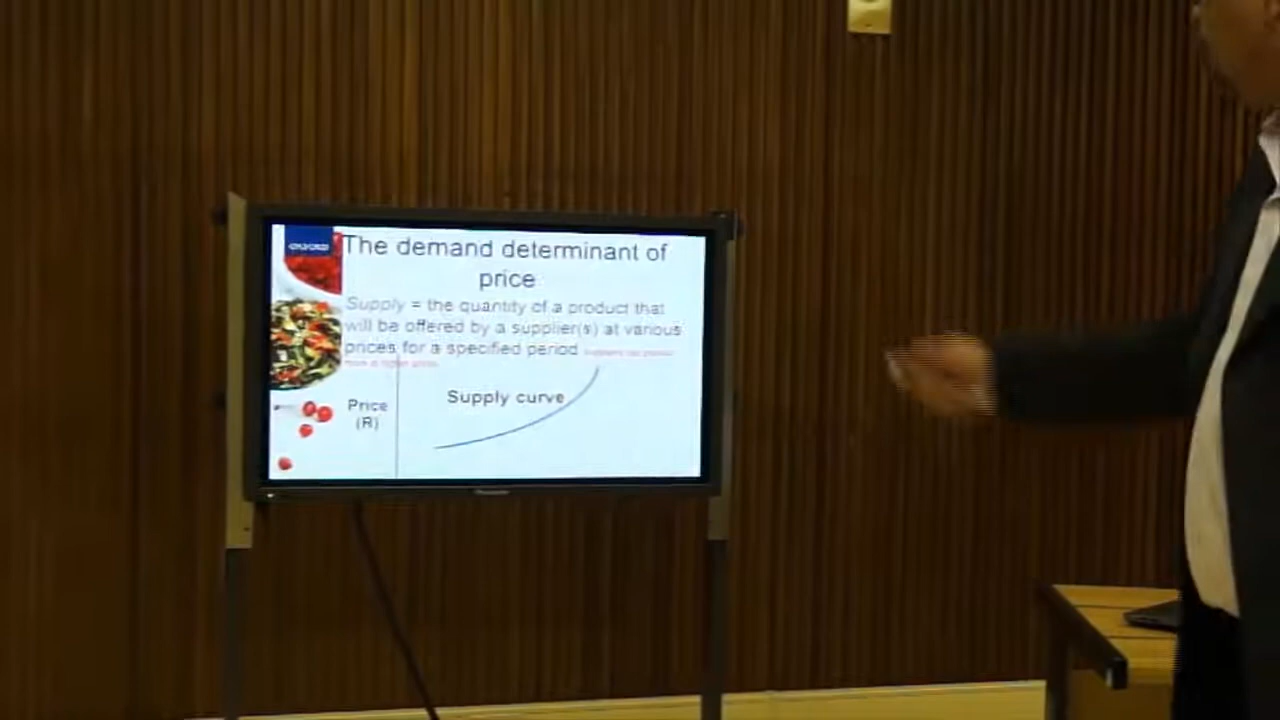 OXFORD
The demand determinant of
price
Supply = the quantity of a product that
will be offered by a supplier(s) at various
prices for a specified period
Supply curve
Price
(R)